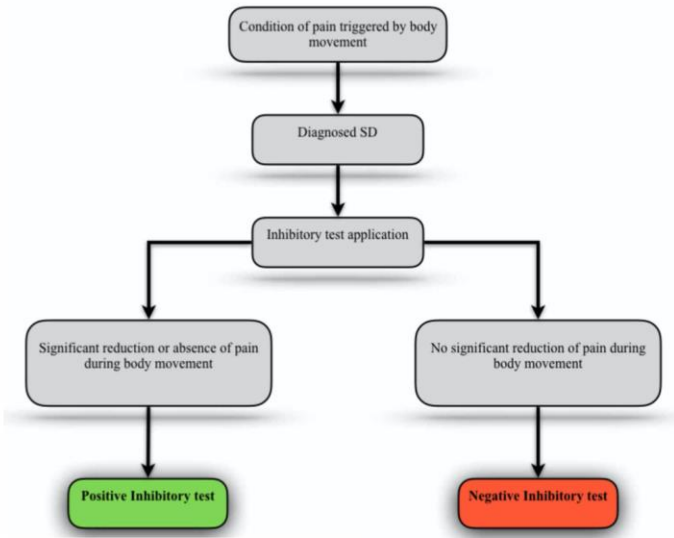 Condition of pain triggered by body
movement
Diagnosed SD
Inhibitory test application
Significant reduction or absence of pain
during body movement
No significant reduction of pain during
body movement
Positive Inhibitory test
Negative Inhibitory test